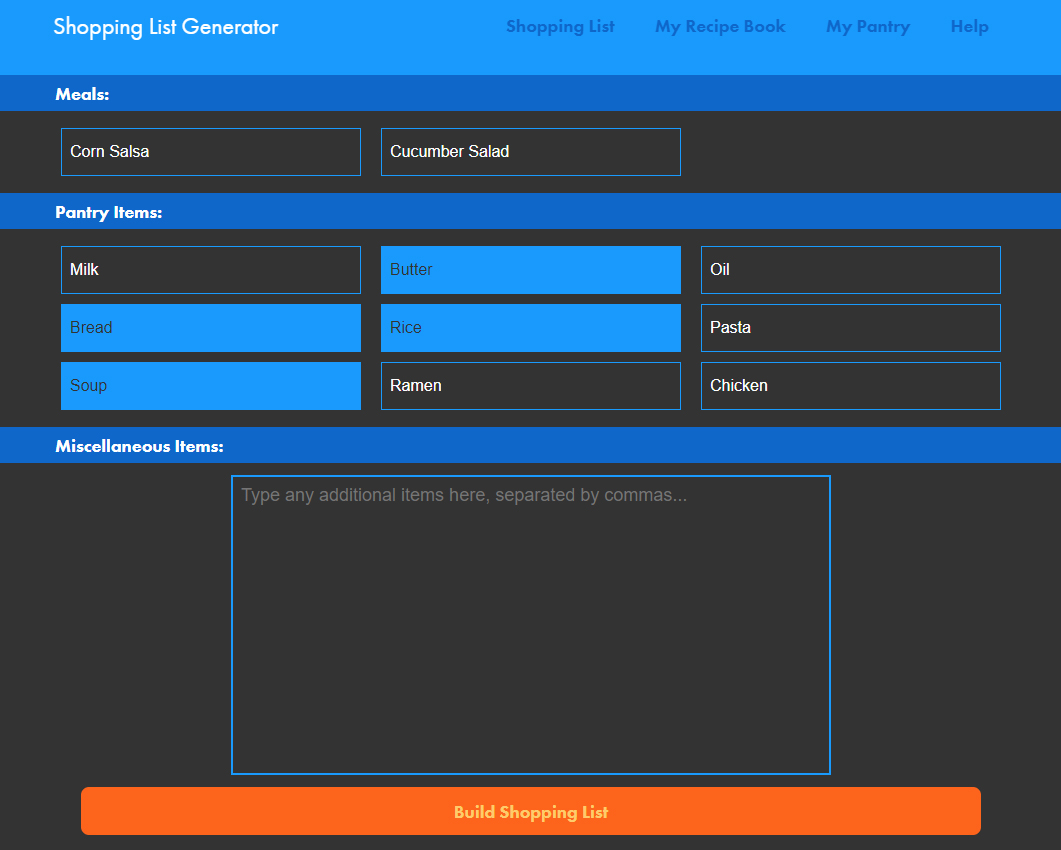 Shopping List Generator
Shopping List My Recipe Book My Pantry Help
Meals:
Corn Salsa Cucumber Salad
Pantry Items:
Milk Butter Oil
Bread Rice Pasta
Soup Ramen Chicken
Miscellaneous Items:
Type any additional items here, separated by commas...
Build Shopping List